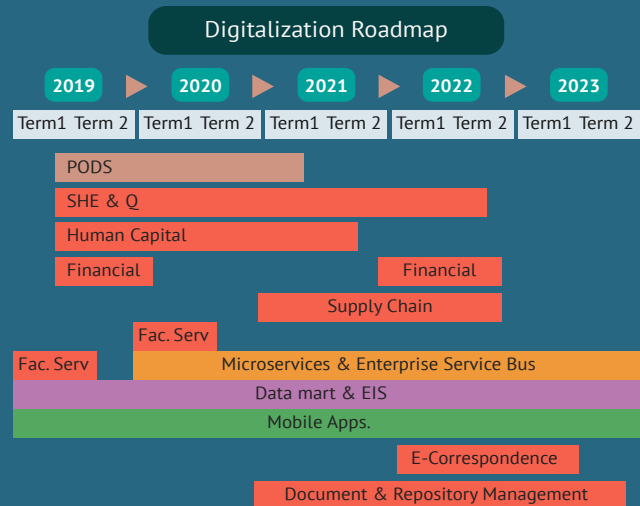 Digitalization Roadmap
2019 2020 2021 2022 2023
Term1 Term 2 Term1 Term 2 Term1 Term 2 Term1 Term 2 Term1 Term 2
PODS
SHE & Q
Human Capital
Financial Financial
Supply Chain
Fac. Serv
Fac. Serv Microservices & Enterprise Service Bus
Data mart & EIS
Mobile Apps.
E-Correspondence
Document & Repository Management